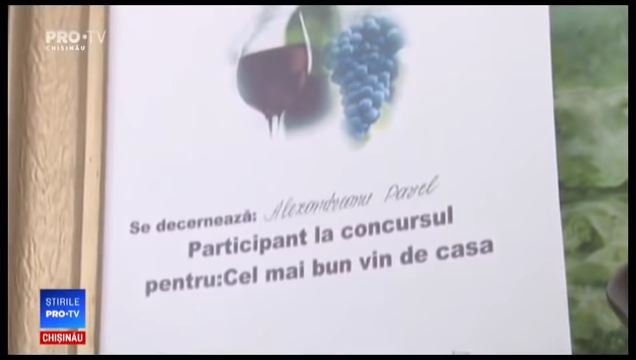 PRO•TV
CHIȘINĂU
Se decernează: Alexandreanu Pavel
Participant la concursul
pentru:Cel mai bun vin de casa
ȘTIRILE
PRO•TV
CHIȘINĂU